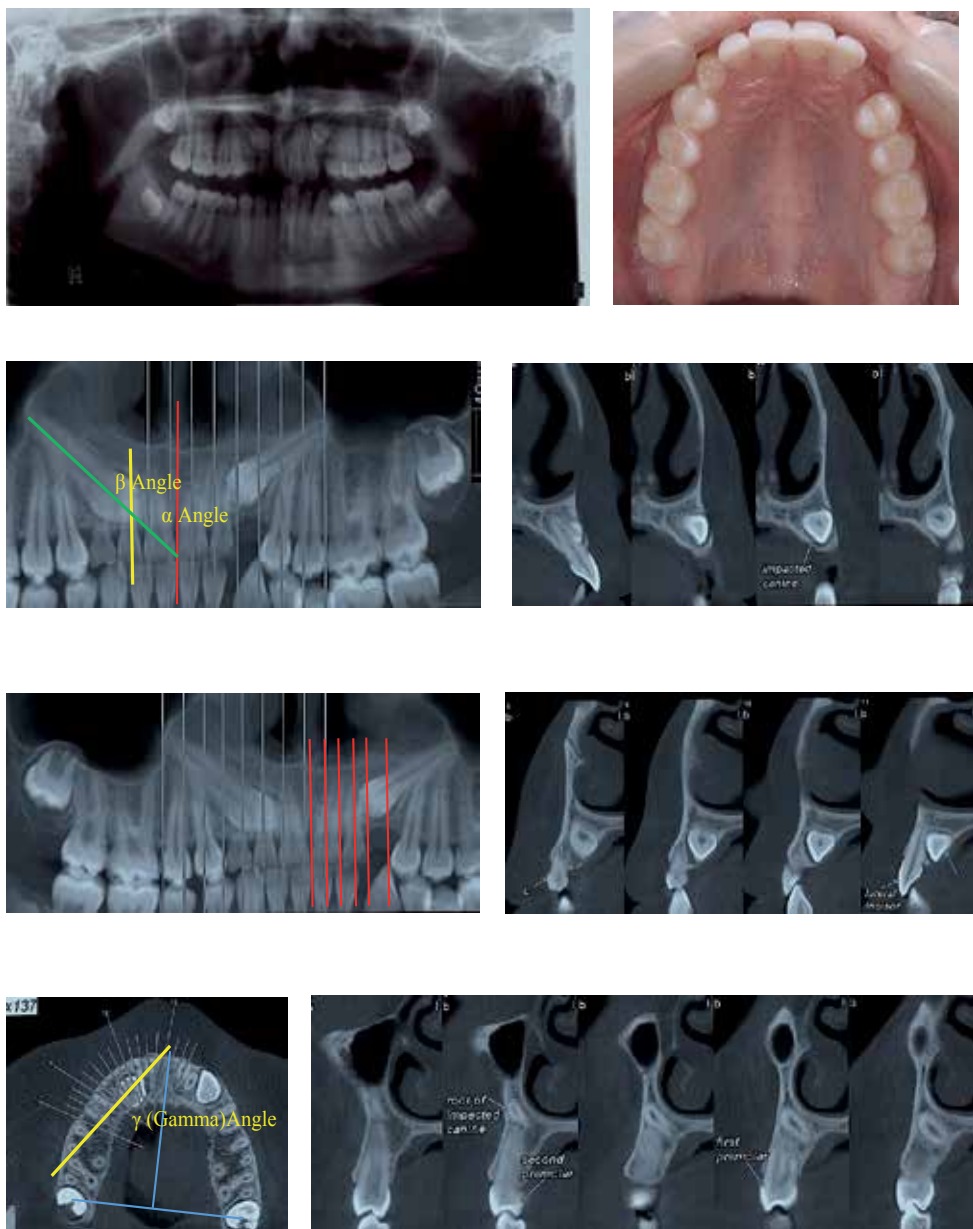 β Angle
α Angle
impacted
canine
lateral
incisor
x137
γ (Gamma)Angle
root of
impacted
canine
second
premolar
first
premolar